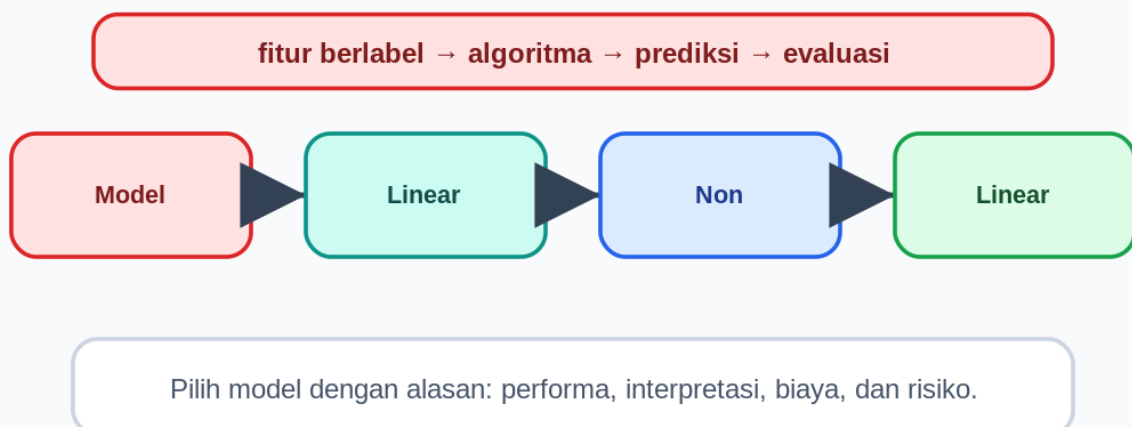 fitur berlabel → algoritma → prediksi → evaluasi
Model
Linear
Non
Linear
Pilih model dengan alasan: performa, interpretasi, biaya, dan risiko.